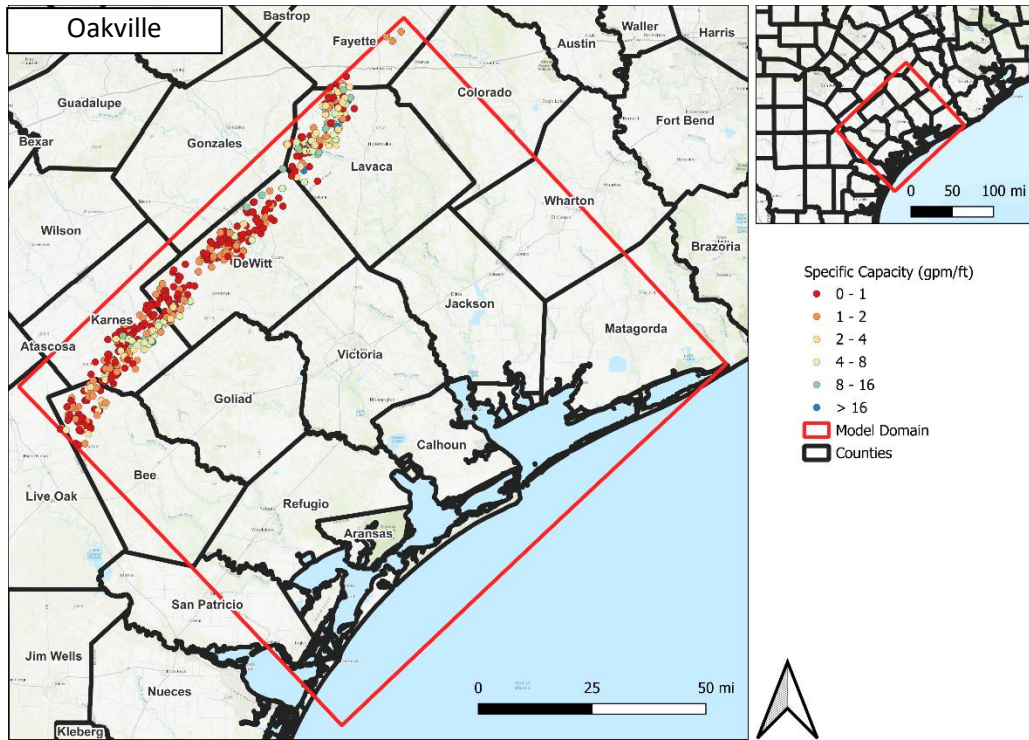 Oakville
Bastrop
Fayette
Waller
Harris
Austin
Colorado
Guadalupe
Fort Bend
Bexar
Gonzales
Lavaca
Wharton
Wilson
Brazoria
DeWitt
Jackson
Karnes
Matagorda
Atascosa
Victoria
Goliad
Calhoun
Bee
Live Oak
Refugio
Aransas
San Patricio
Jim Wells
Nueces
Kleberg
0 25 50 mi
0 50 100 mi
Specific Capacity (gpm/ft)
0 - 1
1 - 2
2 - 4
4 - 8
8 - 16
> 16
Model Domain
Counties